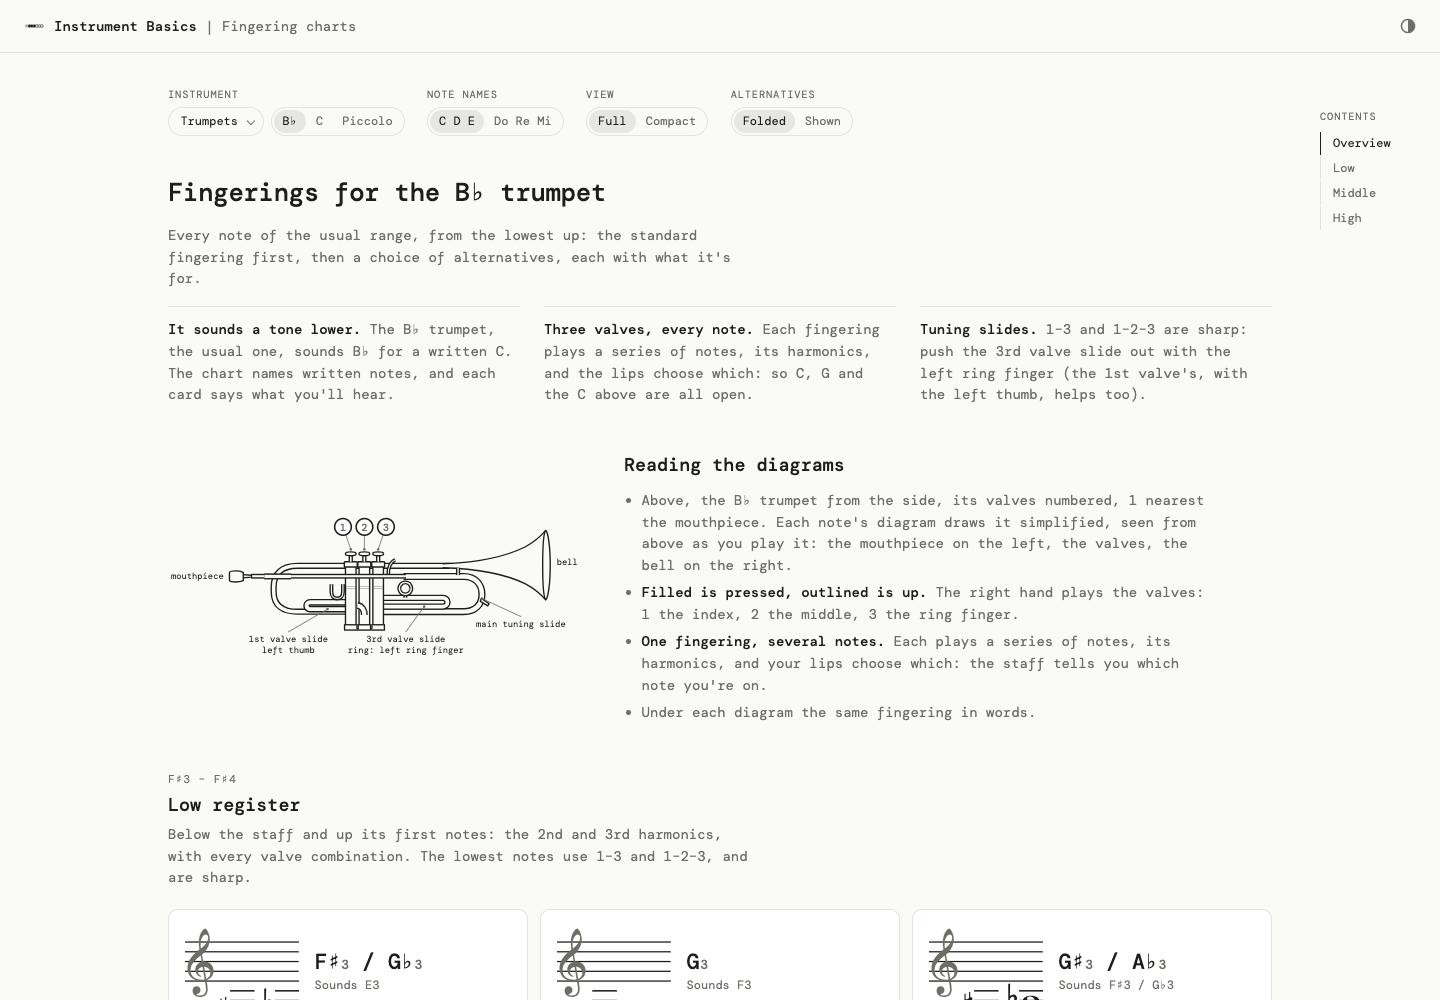 Instrument Basics | Fingering charts
INSTRUMENT
NOTE NAMES
VIEW
ALTERNATIVES
Trumpets
B♭ C Piccolo
C D E Do Re Mi
Full Compact
Folded Shown
CONTENTS
Overview
Low
Middle
High
Fingerings for the B♭ trumpet
Every note of the usual range, from the lowest up: the standard
fingering first, then a choice of alternatives, each with what it's
for.
It sounds a tone lower. The B♭ trumpet,
the usual one, sounds B♭ for a written C.
The chart names written notes, and each
card says what you'll hear.
Three valves, every note. Each fingering
plays a series of notes, its harmonics,
and the lips choose which: so C, G and
the C above are all open.
Tuning slides. 1-3 and 1-2-3 are sharp:
push the 3rd valve slide out with the
left ring finger (the 1st valve's, with
the left thumb, helps too).
1 2 3
bell
mouthpiece
main tuning slide
1st valve slide
left thumb
3rd valve slide
ring: left ring finger
Reading the diagrams
• Above, the B♭ trumpet from the side, its valves numbered, 1 nearest
the mouthpiece. Each note's diagram draws it simplified, seen from
above as you play it: the mouthpiece on the left, the valves, the
bell on the right.
• Filled is pressed, outlined is up. The right hand plays the valves:
1 the index, 2 the middle, 3 the ring finger.
• One fingering, several notes. Each plays a series of notes, its
harmonics, and your lips choose which: the staff tells you which
note you're on.
• Under each diagram the same fingering in words.
F♯3 – F♯4
Low register
Below the staff and up its first notes: the 2nd and 3rd harmonics,
with every valve combination. The lowest notes use 1-3 and 1-2-3, and
are sharp.
F♯3 / G♭3
Sounds E3
G3
Sounds F3
G♯3 / A♭3
Sounds F♯3 / G♭3